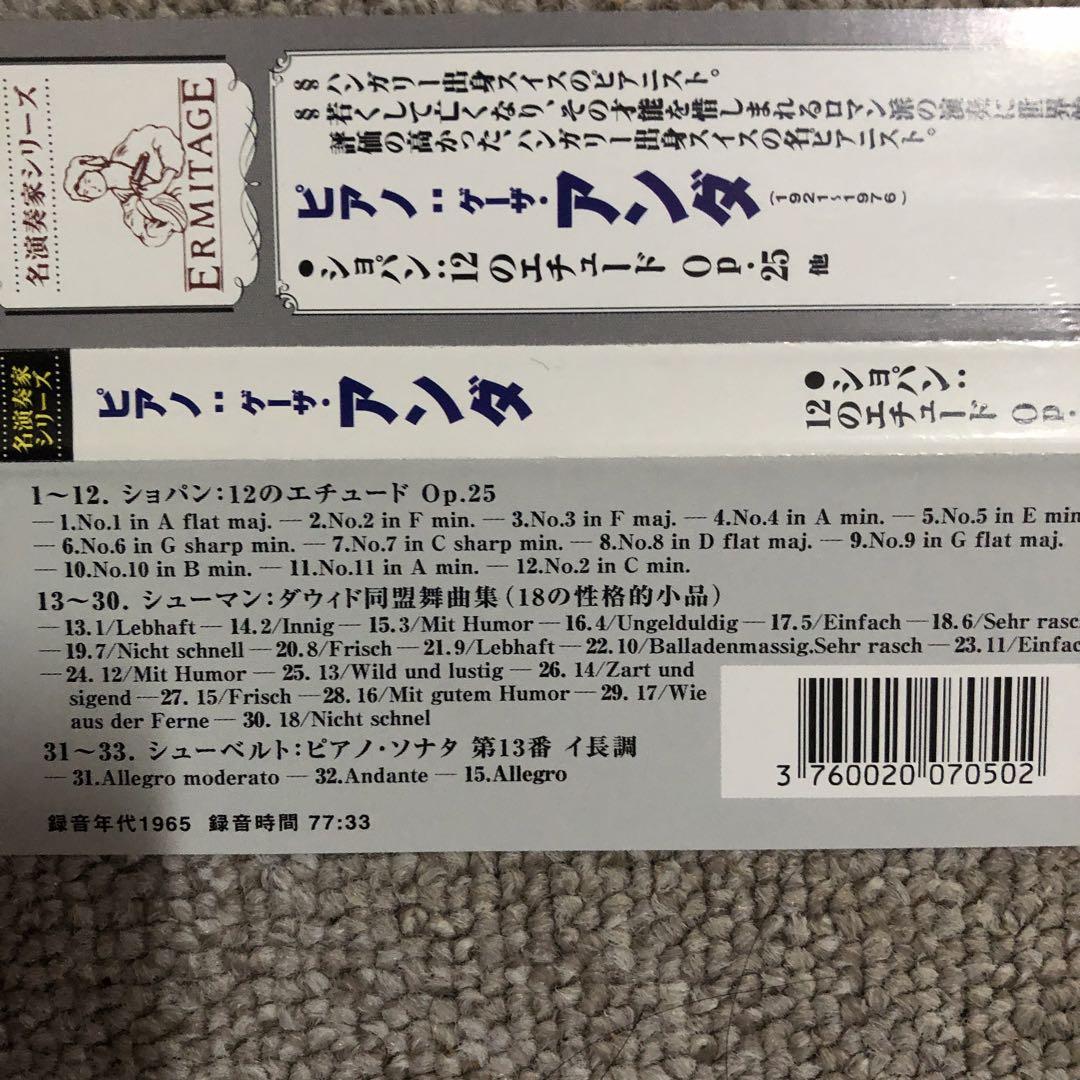 名演奏家シリーズ
ERMITAGE
ハンガリー出身スイスのピアニスト。
若くして亡くなり、その才能を惜しまれるロマン派の演奏に世界
評価の高かった、ハンガリー出身スイスの名ピアニスト。
ピアノ：ゲーザ・アンダ (1921~1976)
●ショパン:12のエチュード Op.25 他
名演奏家
シリーズ
ピアノ：ゲーザ・アンダ
●ショパン:
12のエチュード Op.
1〜12. ショパン:12のエチュード Op.25
— 1.No.1 in A flat maj. — 2.No.2 in F min. — 3.No.3 in F maj. — 4.No.4 in A min. — 5.No.5 in E min
— 6.No.6 in G sharp min. — 7.No.7 in C sharp min. — 8.No.8 in D flat maj. — 9.No.9 in G flat maj.
— 10.No.10 in B min. — 11.No.11 in A min. — 12.No.2 in C min.
13〜30. シューマン:ダヴィド同盟舞曲集(18の性格的小品)
—13.1/Lebhaft— 14.2/Innig— 15.3/Mit Humor—16.4/Ungelduldig—17.5/Einfach—18.6/Sehr rasc
—19.7/Nicht schnell—20.8/Frisch—21.9/Lebhaft—22.10/Balladenmassig.Sehr rasch—23.11/Einfac
—24. 12/Mit Humor— 25. 13/Wild und lustig— 26. 14/Zart und
sigend—27. 15/Frisch—28. 16/Mit gutem Humor—29. 17/Wie
aus der Ferne— 30. 18/Nicht schnel
31〜33. シューベルト:ピアノ・ソナタ 第13番 イ長調
— 31.Allegro moderato — 32.Andante — 15.Allegro
3 760020 070502
録音年代1965 録音時間 77:33